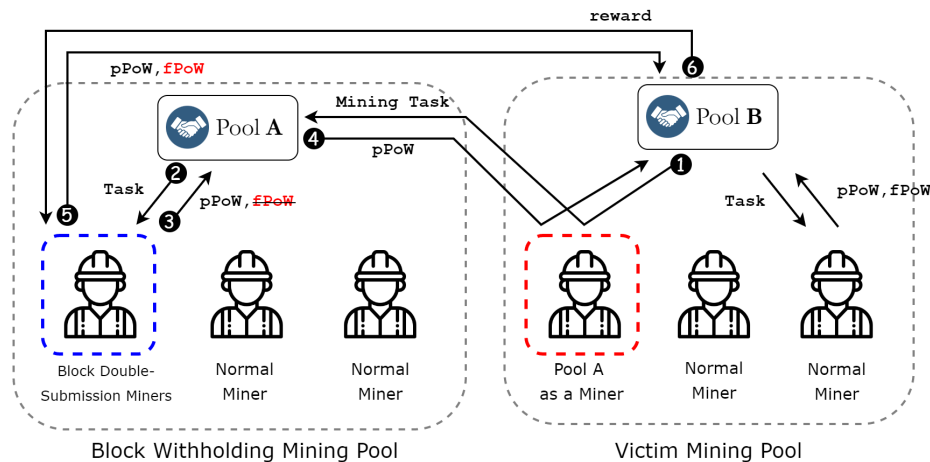 reward
6
pPoW,fPoW
Pool A
Mining Task
Pool B
4
pPoW
1
2
Task
5
3
pPoW,fPoW
Task
pPoW,fPoW
Block Double-
Submission Miners
Normal
Miner
Normal
Miner
Pool A
as a Miner
Normal
Miner
Normal
Miner
Block Withholding Mining Pool
Victim Mining Pool